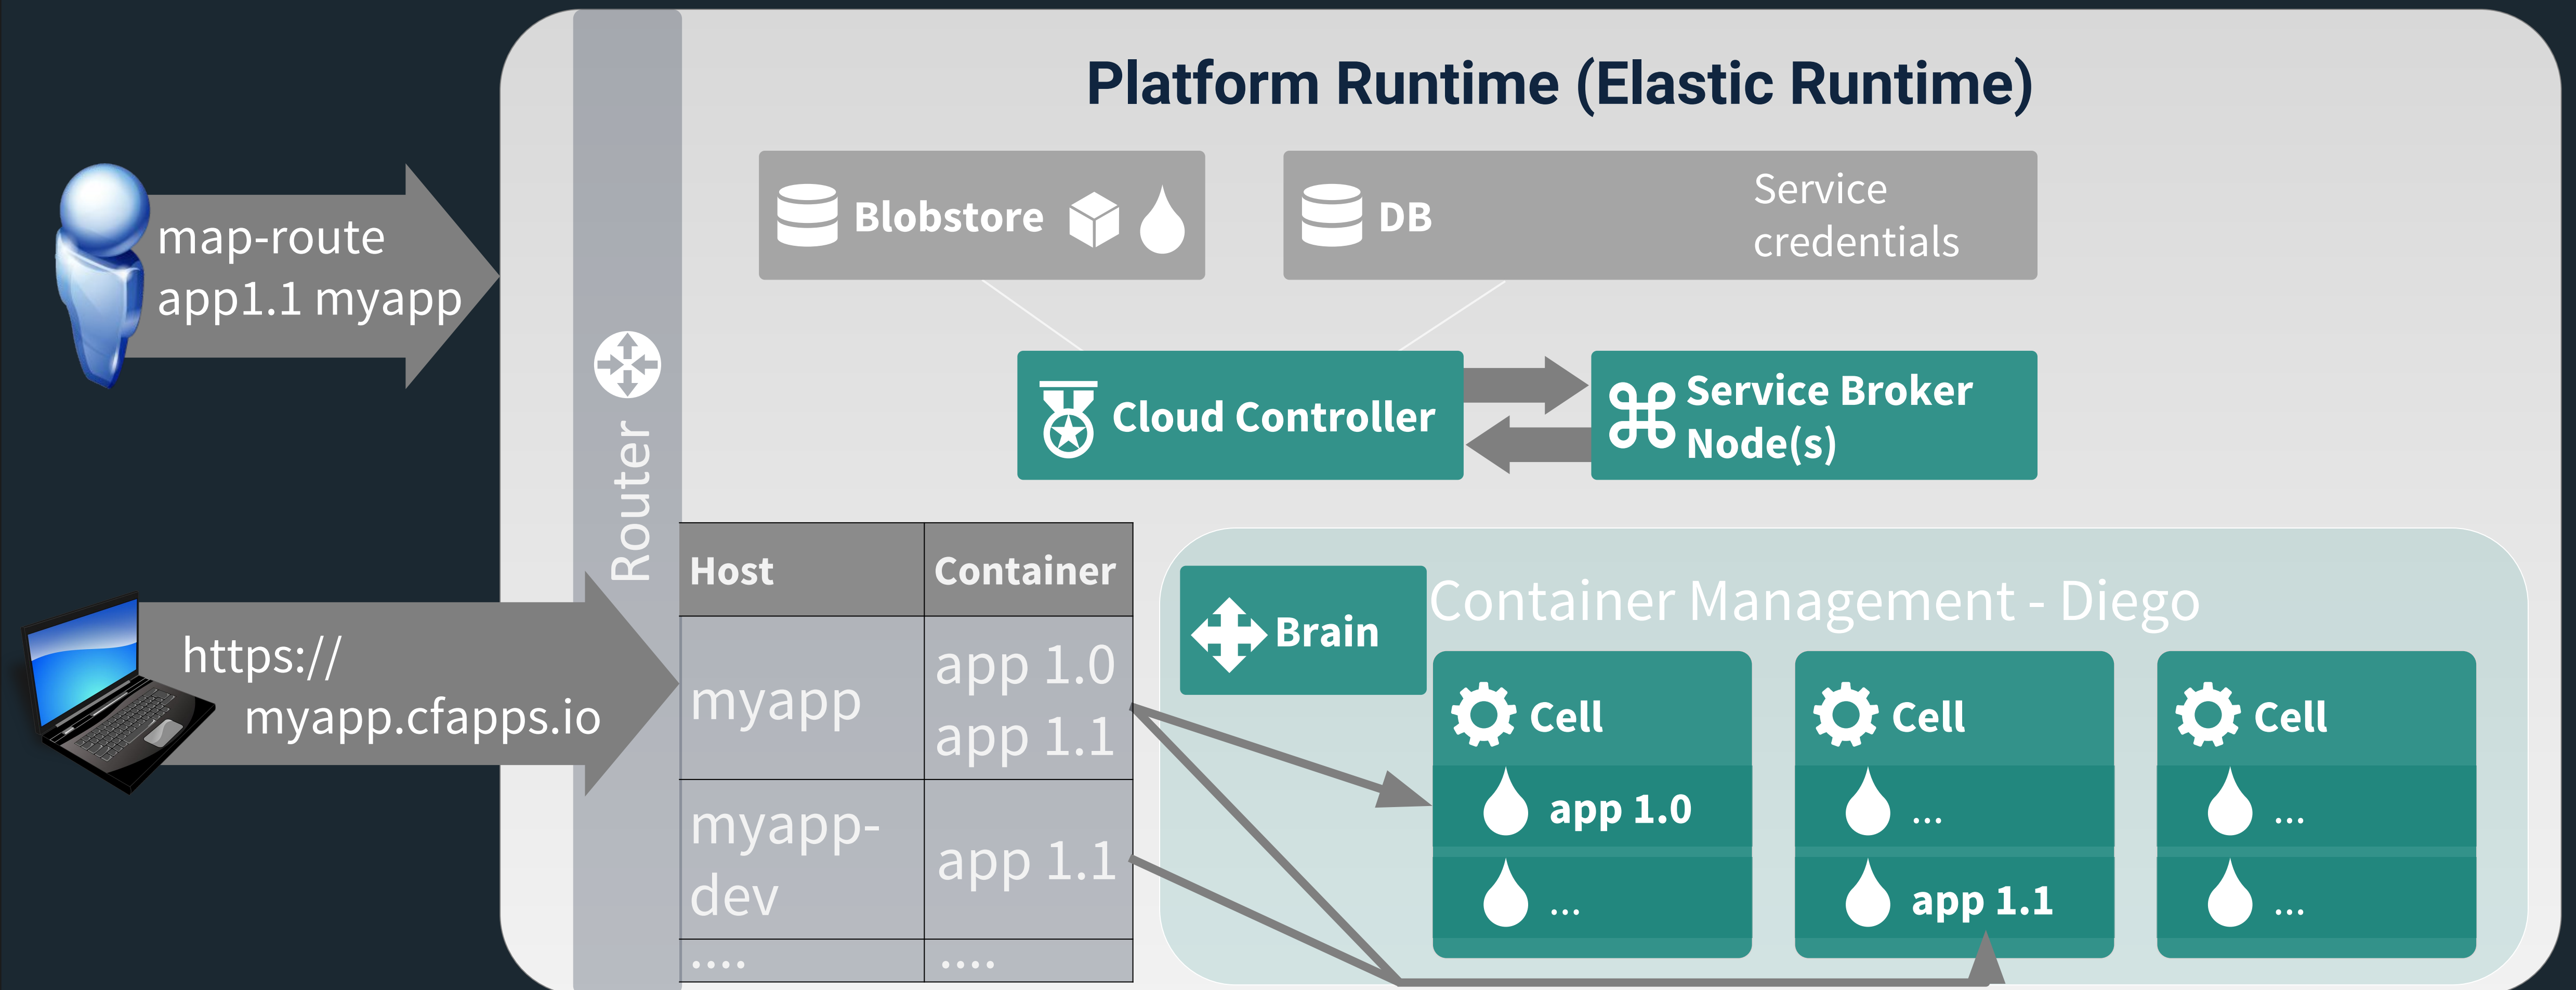 Platform Runtime (Elastic Runtime)
map-route
app1.1 myapp
Router
Blobstore
DB
Service
credentials
Cloud Controller
Service Broker
Node(s)
https://
myapp.cfapps.io
Host Container
myapp app 1.0
app 1.1
myapp-
dev
app 1.1
.... ....
Brain
Container Management - Diego
Cell
app 1.0
...
Cell
...
app 1.1
Cell
...
...